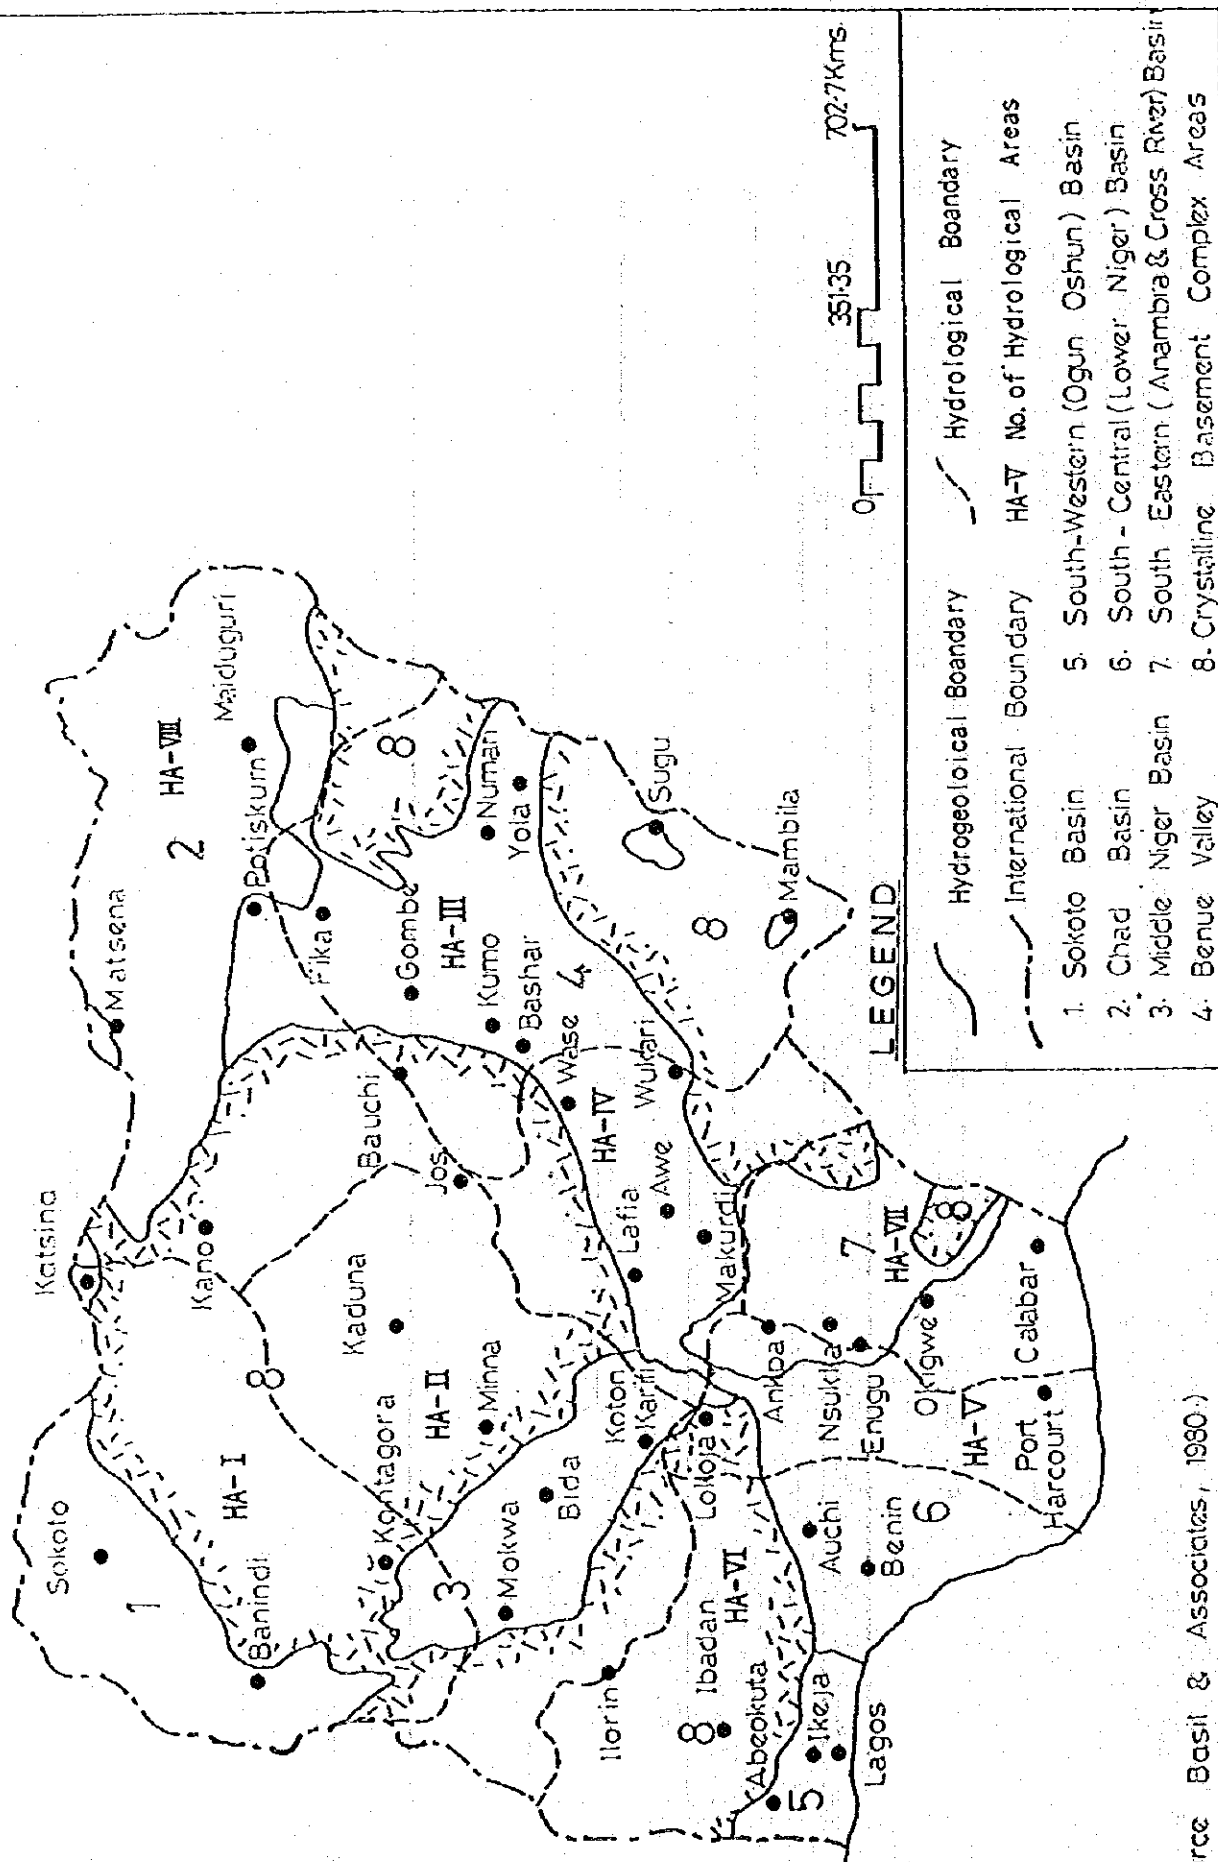 Katsina
Matsena
Sokoto
1
Kano
2
HA-VIII
Potiskum
Maiduguri
Banindi
HA-I
8
Fika
Bauchi
Gombe
8
Kontagora
Kaduna
HA-II
Jos
HA-III
Numan
3
Minna
Kumo
Yola
Mokwa
Bida
Bashar
Wase 4
Ilorin
Koton
Karifi
Lafia
HA-IV
Awe
Wukari
Sugu
8
Lokoja
Makurdi
8
Ibadan
HA-VI
Ankpa
Mambila
Abeokuta
5
Ikeja
Lagos
Auchi
Benin
6
Nsukka
Enugu
7
HA-VII
8
Okigwe
HA-V
Port
Harcourt
Calabar
0 351·35 702·7Kms.
LEGEND
Hydrogeoloical Boandary
Hydrological Boandary
International Boundary
HA-V No. of Hydrological Areas
1. Sokoto Basin
2. Chad Basin
3. Middle Niger Basin
4. Benue Valley
5. South-Western (Ogun Oshun) Basin
6. South - Central (Lower Niger) Basin
7. South Eastern (Anambra & Cross River) Basin
8. Crystalline Basement Complex Areas
rce Basil & Associates, 1980·)